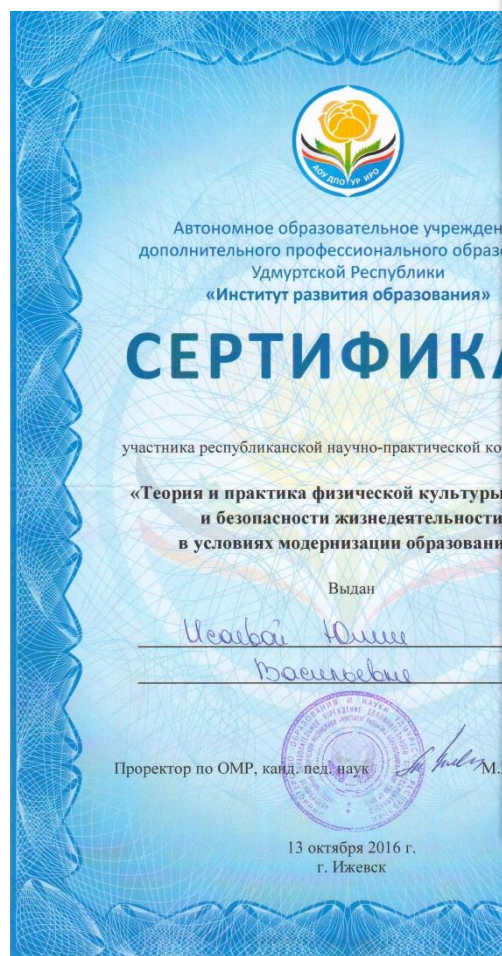 АОУ ДПО УР ИРО
Автономное образовательное учрежден
дополнительного профессионального образо
Удмуртской Республики
«Институт развития образования»
СЕРТИФИКА
участника республиканской научно-практической ко
«Теория и практика физической культуры
и безопасности жизнедеятельности
в условиях модернизации образовани
Выдан
Исаевой Юлии
Васильевне
Проректор по ОМР, канд. пед. наук М.
13 октября 2016 г.
г. Ижевск